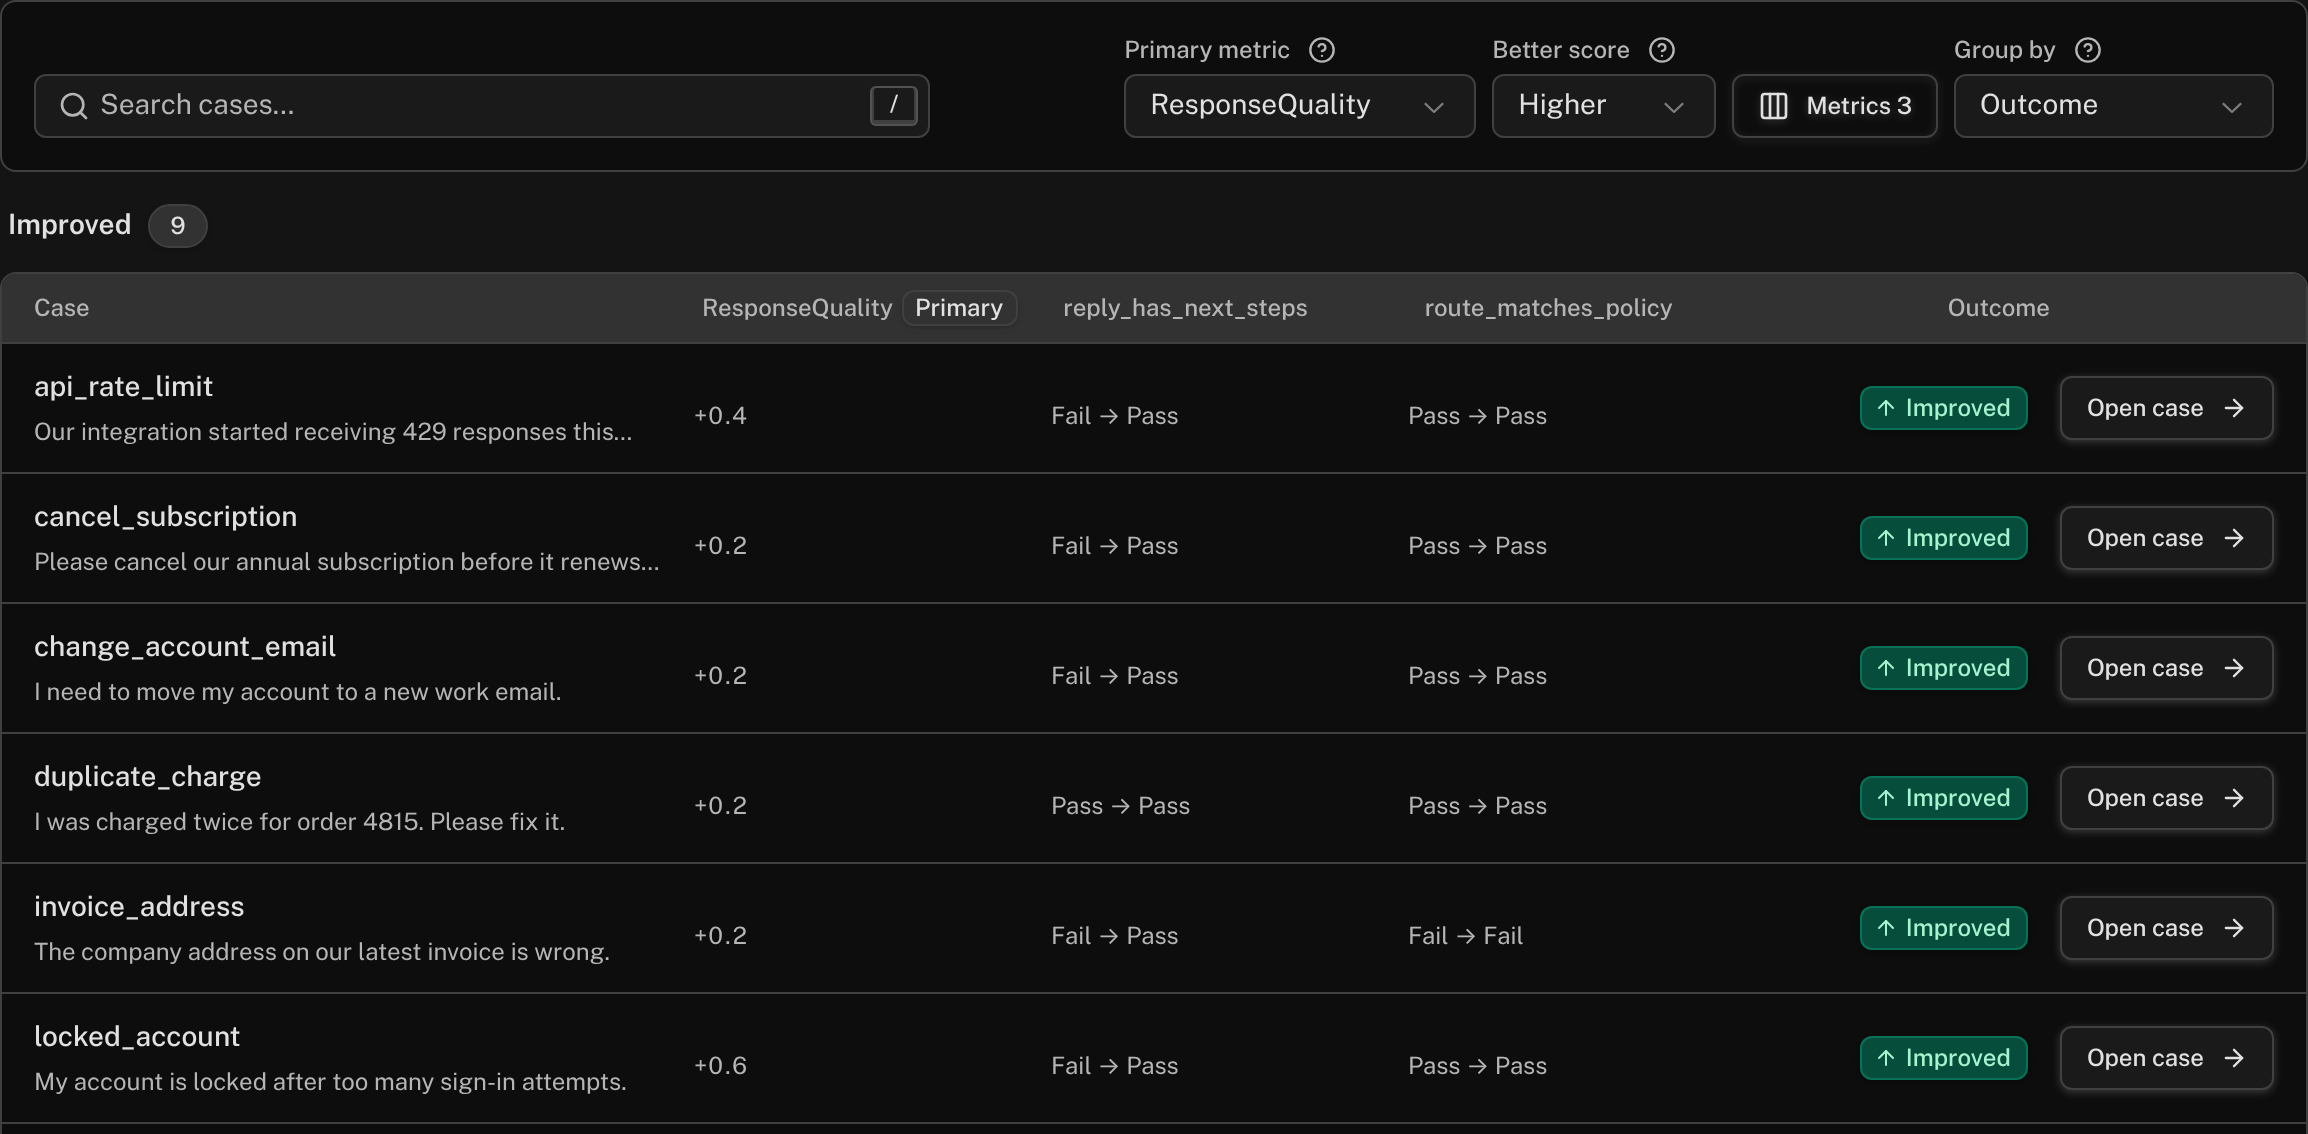 Primary metric
Better score
Group by
Search cases...
/
ResponseQuality
Higher
Metrics 3
Outcome
Improved 9
Case ResponseQuality Primary reply_has_next_steps route_matches_policy Outcome
api_rate_limit
Our integration started receiving 429 responses this...
+0.4 Fail → Pass Pass → Pass ↑ Improved Open case →
cancel_subscription
Please cancel our annual subscription before it renews...
+0.2 Fail → Pass Pass → Pass ↑ Improved Open case →
change_account_email
I need to move my account to a new work email.
+0.2 Fail → Pass Pass → Pass ↑ Improved Open case →
duplicate_charge
I was charged twice for order 4815. Please fix it.
+0.2 Pass → Pass Pass → Pass ↑ Improved Open case →
invoice_address
The company address on our latest invoice is wrong.
+0.2 Fail → Pass Fail → Fail ↑ Improved Open case →
locked_account
My account is locked after too many sign-in attempts.
+0.6 Fail → Pass Pass → Pass ↑ Improved Open case →